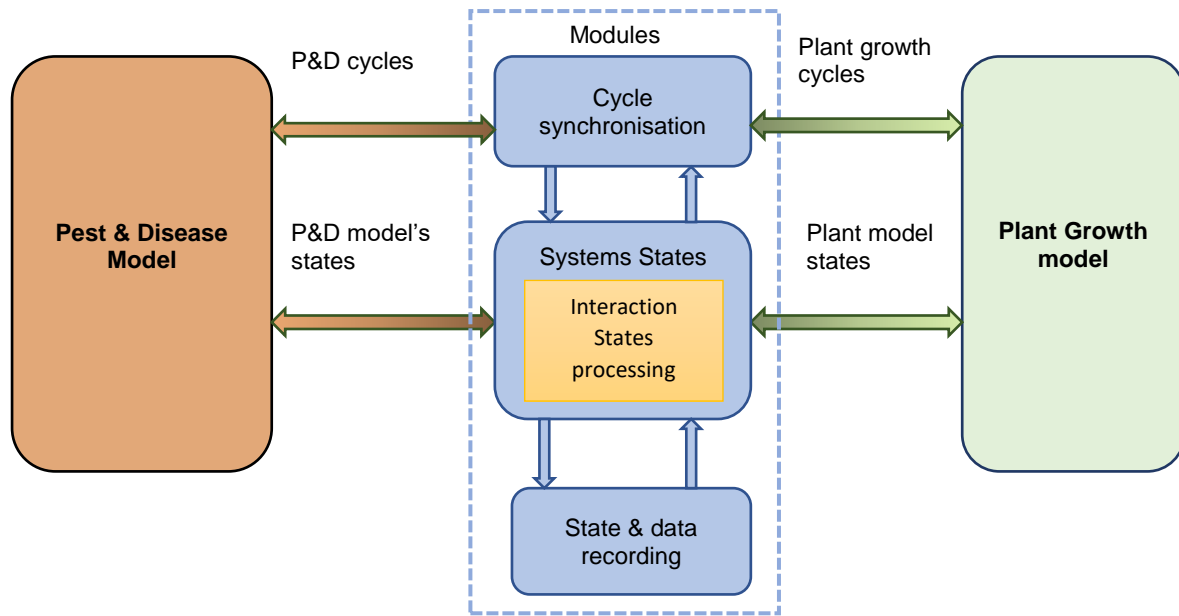 Modules
P&D cycles
Plant growth
cycles
Cycle
synchronisation
Pest & Disease
Model
P&D model’s
states
Systems States
Interaction
States
processing
Plant model
states
Plant Growth
model
State & data
recording